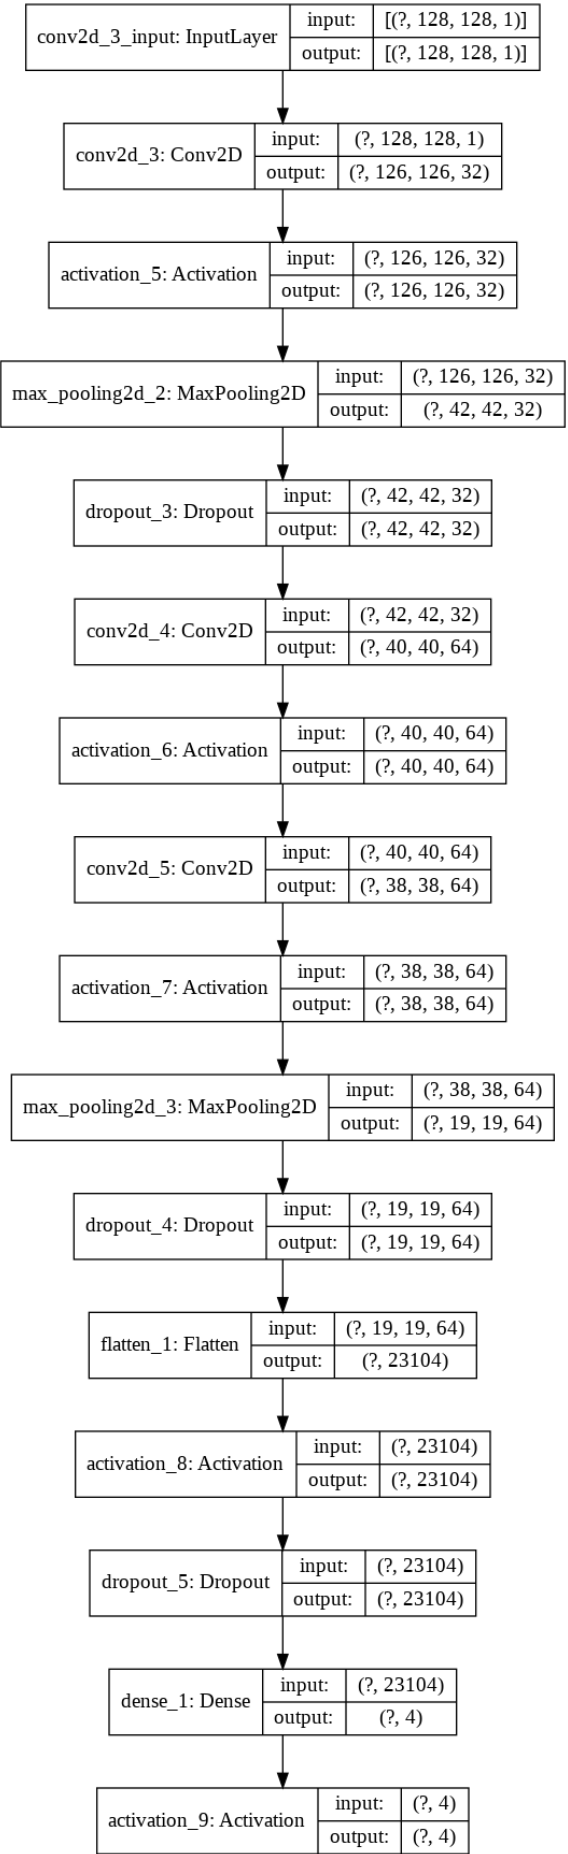 conv2d_3_input: InputLayer
input: [(?, 128, 128, 1)]
output: [(?, 128, 128, 1)]
conv2d_3: Conv2D
input: (?, 128, 128, 1)
output: (?, 126, 126, 32)
activation_5: Activation
input: (?, 126, 126, 32)
output: (?, 126, 126, 32)
max_pooling2d_2: MaxPooling2D
input: (?, 126, 126, 32)
output: (?, 42, 42, 32)
dropout_3: Dropout
input: (?, 42, 42, 32)
output: (?, 42, 42, 32)
conv2d_4: Conv2D
input: (?, 42, 42, 32)
output: (?, 40, 40, 64)
activation_6: Activation
input: (?, 40, 40, 64)
output: (?, 40, 40, 64)
conv2d_5: Conv2D
input: (?, 40, 40, 64)
output: (?, 38, 38, 64)
activation_7: Activation
input: (?, 38, 38, 64)
output: (?, 38, 38, 64)
max_pooling2d_3: MaxPooling2D
input: (?, 38, 38, 64)
output: (?, 19, 19, 64)
dropout_4: Dropout
input: (?, 19, 19, 64)
output: (?, 19, 19, 64)
flatten_1: Flatten
input: (?, 19, 19, 64)
output: (?, 23104)
activation_8: Activation
input: (?, 23104)
output: (?, 23104)
dropout_5: Dropout
input: (?, 23104)
output: (?, 23104)
dense_1: Dense
input: (?, 23104)
output: (?, 4)
activation_9: Activation
input: (?, 4)
output: (?, 4)